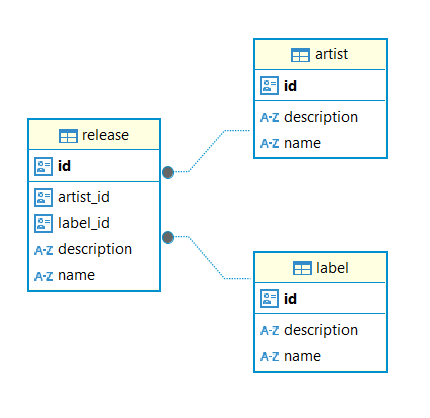 artist
id
A-Z description
A-Z name
release
id
artist_id
label_id
A-Z description
A-Z name
label
id
A-Z description
A-Z name